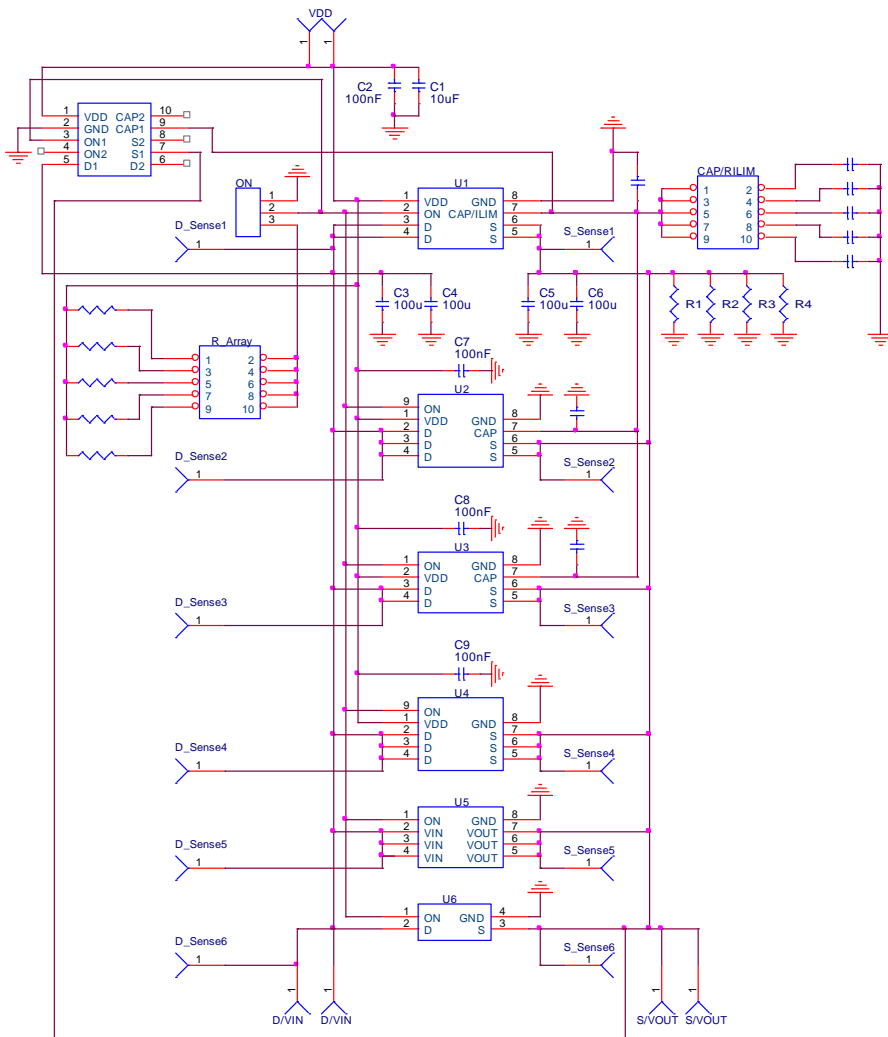 VDD
1 1
C2
100nF
C1
10uF
1 VDD CAP2 10
2 GND CAP1 9
3 ON1 S2 8
4 ON2 S1 7
5 D1 D2 6
ON
1
2
3
U1
1 VDD GND 8
2 ON CAP/ILIM 7
3 D S 6
4 D S 5
CAP/RILIM
1 2
3 4
5 6
7 8
9 10
D_Sense1
1
S_Sense1
1
C3
100u
C4
100u
C5
100u
C6
100u
R1 R2 R3 R4
R_Array
1 2
3 4
5 6
7 8
9 10
C7
100nF
U2
9 ON
1 VDD GND 8
2 D CAP 7
3 D S 6
4 D S 5
D_Sense2
1
S_Sense2
1
C8
100nF
U3
1 ON GND 8
2 VDD CAP 7
3 D S 6
4 D S 5
D_Sense3
1
S_Sense3
1
C9
100nF
U4
9 ON
1 VDD GND 8
2 D S 7
3 D S 6
4 D S 5
D_Sense4
1
S_Sense4
1
U5
1 ON GND 8
2 VIN VOUT 7
3 VIN VOUT 6
4 VIN VOUT 5
D_Sense5
1
S_Sense5
1
U6
1 ON GND 4
2 D S 3
D_Sense6
1
S_Sense6
1
1 1 1 1
D/VIN D/VIN S/VOUT S/VOUT